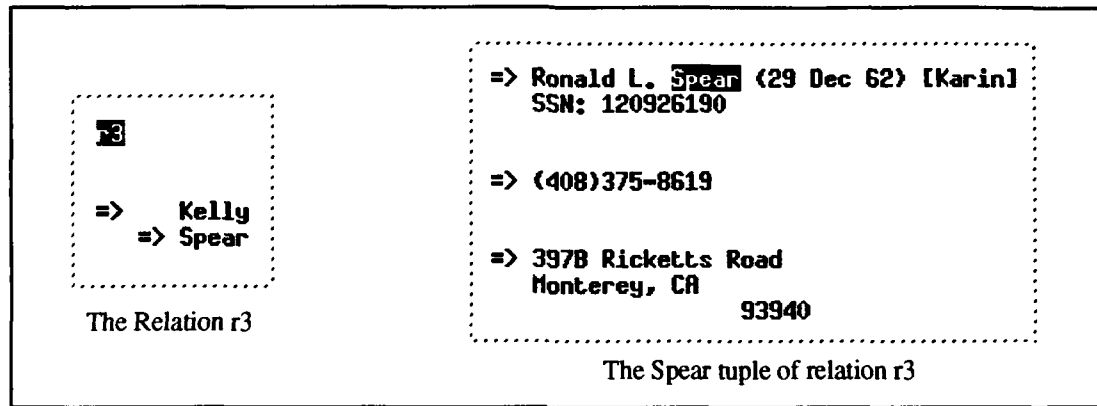 r3
=> Kelly
=> Spear
The Relation r3
=> Ronald L. Spear (29 Dec 62) [Karin]
SSN: 120926190
=> (408)375-8619
=> 397B Ricketts Road
Monterey, CA
93940
The Spear tuple of relation r3